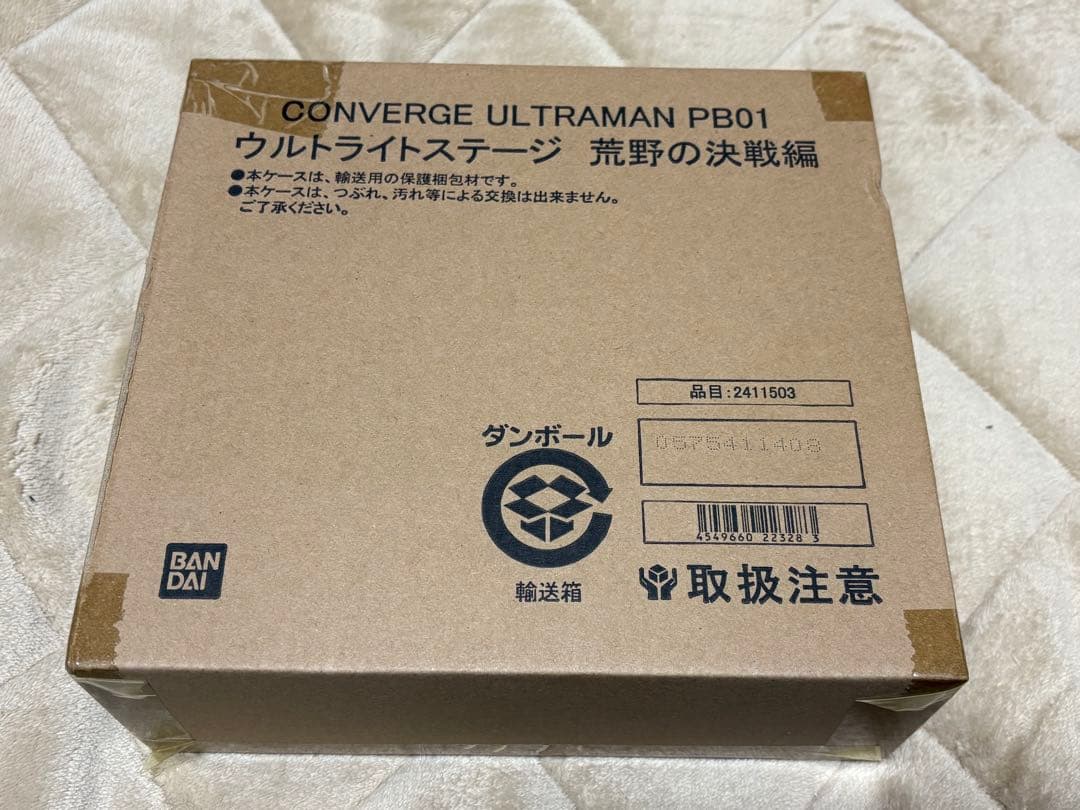 CONVERGE ULTRAMAN PB01
ウルトライトステージ 荒野の決戦編
●本ケースは、輸送用の保護梱包材です。
●本ケースは、つぶれ、汚れ等による交換は出来ません。
ご了承ください。
品目:2411503
ダンボール
0575411408
4549660 22328 3
BAN
DAI
輸送箱
取扱注意